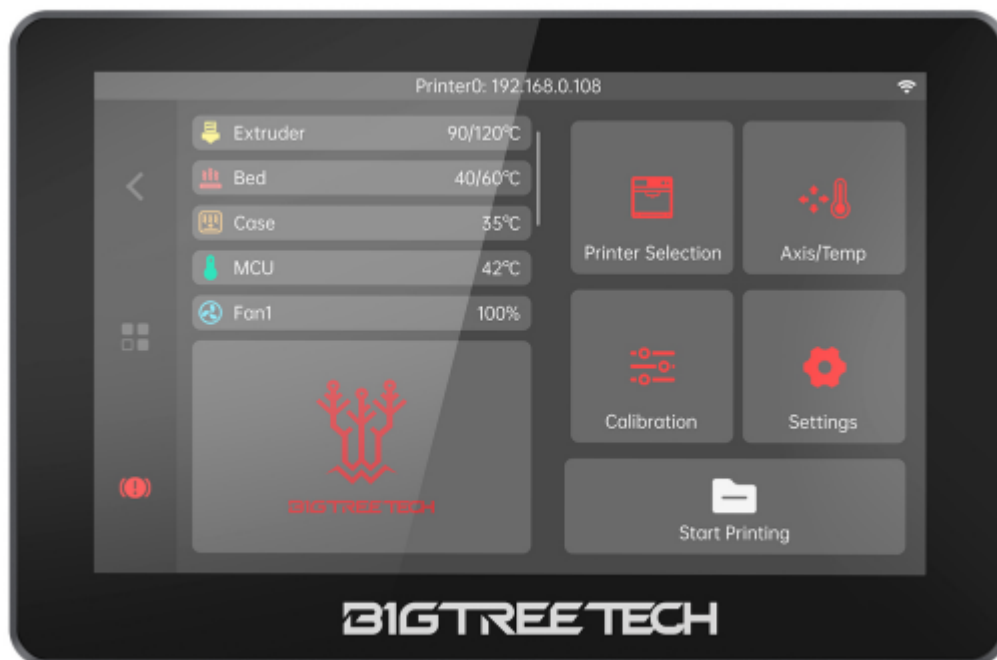 Printer0: 192.168.0.108
Extruder 90/120°C
Bed 40/60°C
Case 35°C
MCU 42°C
Fan1 100%
BIGTREETECH
Printer Selection
Axis/Temp
Calibration
Settings
Start Printing
BIGTREETECH